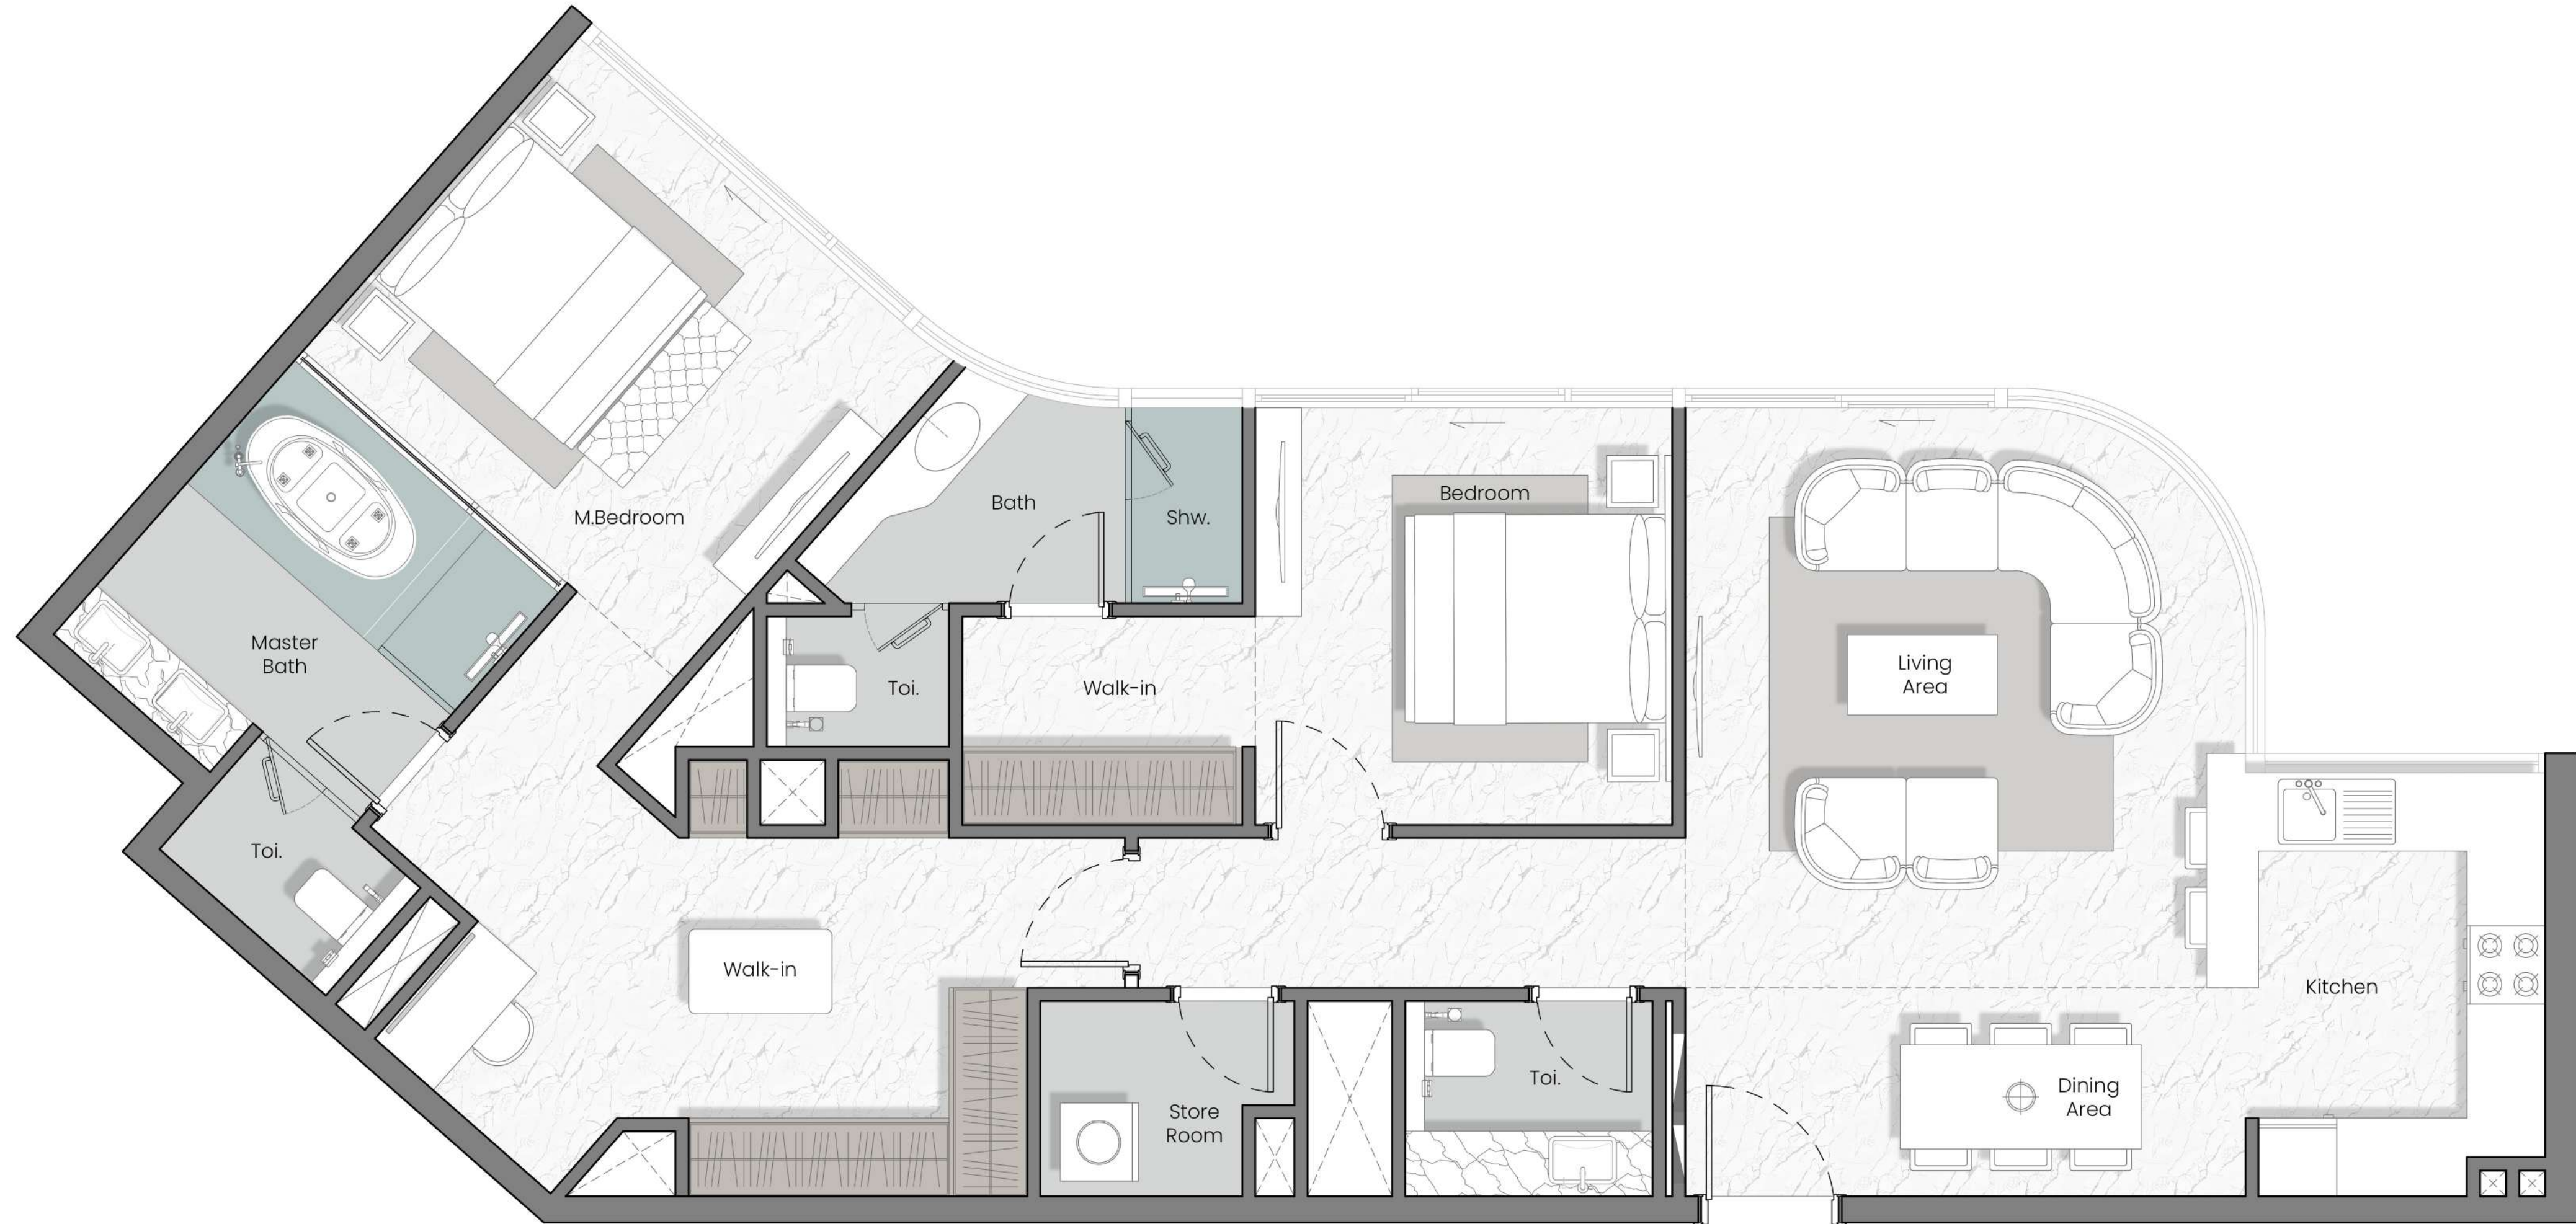 Bedroom
Bath
Shw.
M.Bedroom
Master
Bath
Living
Area
Toi.
Walk-in
Toi.
Walk-in
Kitchen
Toi.
Dining
Area
Store
Room